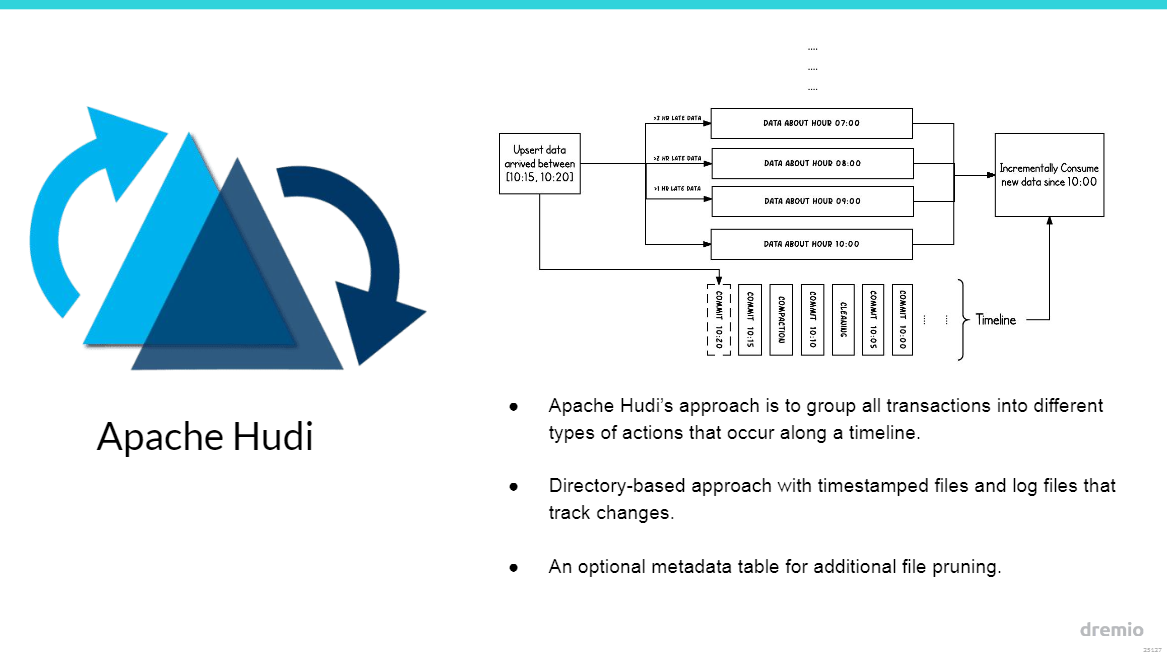 ....
....
....
>3 HR LATE DATA
DATA ABOUT HOUR 07:00
Upsert data
arrived between
[10:15, 10:20]
>2 HR LATE DATA
DATA ABOUT HOUR 08:00
Incrementally Consume
new data since 10:00
>1 HR LATE DATA
DATA ABOUT HOUR 09:00
DATA ABOUT HOUR 10:00
COMMIT 10:20
COMMIT 10:15
COMPACTION
COMMIT 10:10
CLEANING
COMMIT 10:05
COMMIT 10:00
....
....
Timeline
Apache Hudi
● Apache Hudi’s approach is to group all transactions into different
types of actions that occur along a timeline.
● Directory-based approach with timestamped files and log files that
track changes.
● An optional metadata table for additional file pruning.
dremio